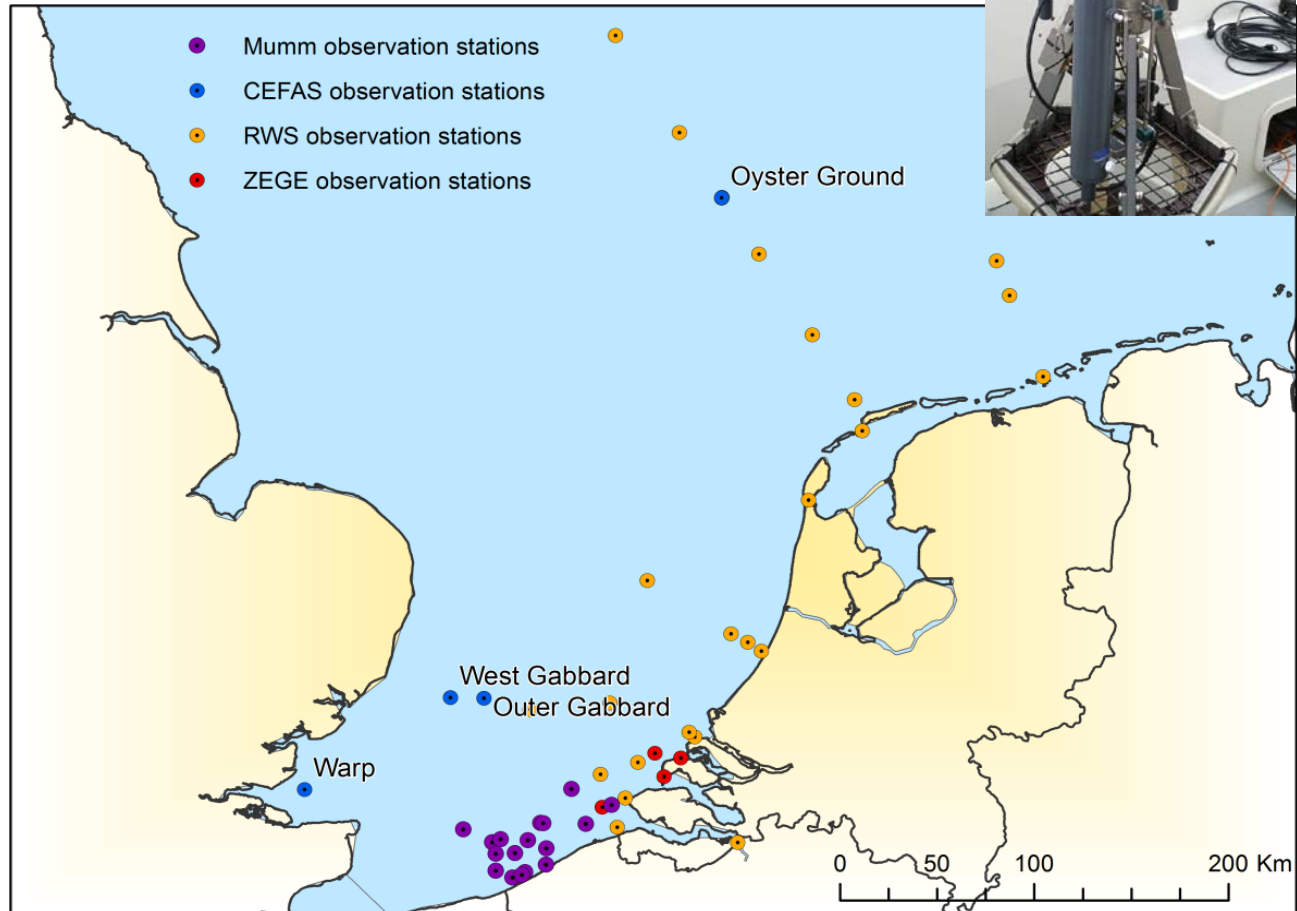 Mumm observation stations
CEFAS observation stations
RWS observation stations
ZEGE observation stations
Oyster Ground
West Gabbard
Outer Gabbard
Warp
0 50 100 200 Km